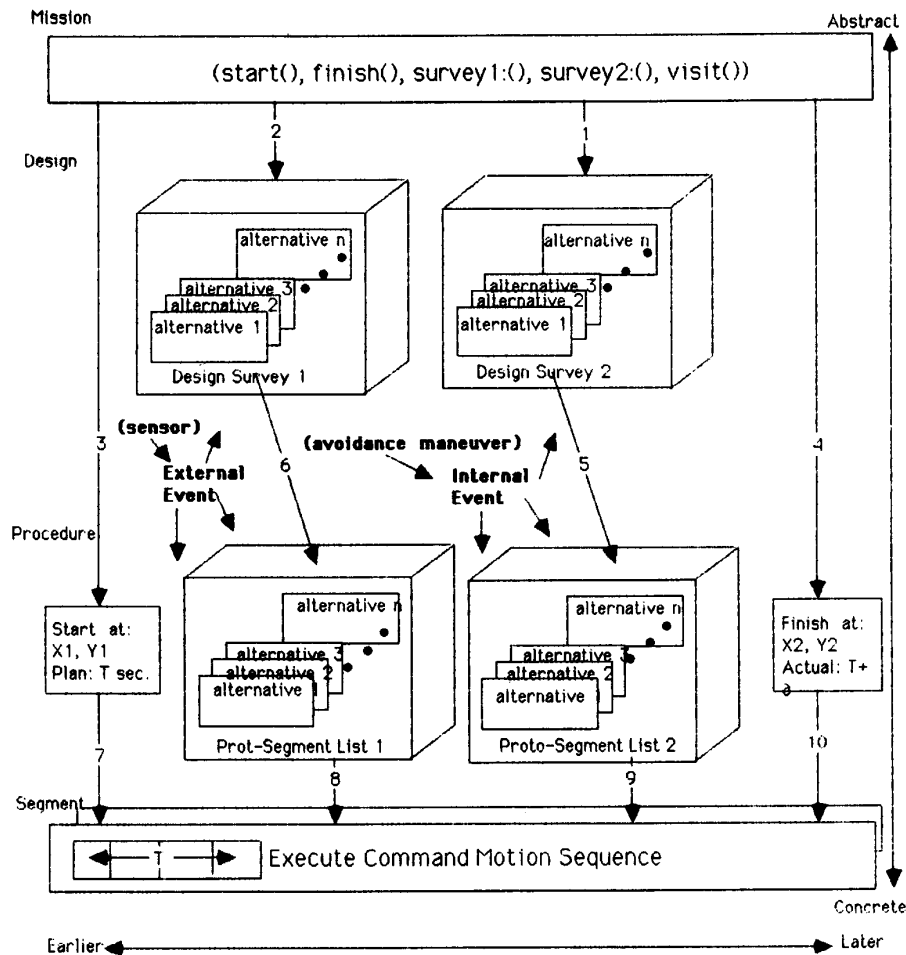 Mission
Abstract
(start(), finish(), survey1:(), survey2:(), visit())
2
1
Design
alternative n
alternative 3
alternative 2
alternative 1
Design Survey 1
alternative n
alternative 3
alternative 2
alternative 1
Design Survey 2
3
(sensor)
External
Event
6
(avoidance maneuver)
Internal
Event
5
4
Procedure
Start at:
X1, Y1
Plan: T sec.
alternative n
alternative 3
alternative 2
alternative
Prot-Segment List 1
alternative n
alternative 3
alternative 2
alternative
Proto-Segment List 2
Finish at:
X2, Y2
Actual: T+
7
8
9
10
Segment
T
Execute Command Motion Sequence
Concrete
Earlier
Later